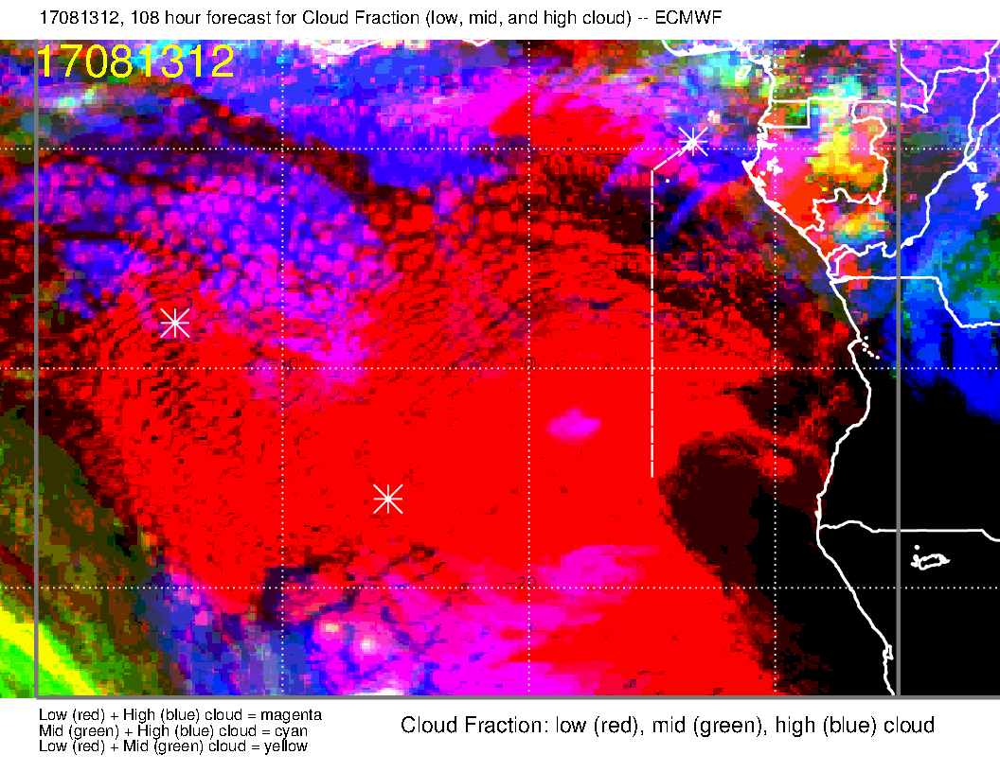 17081312, 108 hour forecast for Cloud Fraction (low, mid, and high cloud) -- ECMWF
17081312
-10
-20
Low (red) + High (blue) cloud = magenta
Mid (green) + High (blue) cloud = cyan
Low (red) + Mid (green) cloud = yellow
Cloud Fraction: low (red), mid (green), high (blue) cloud